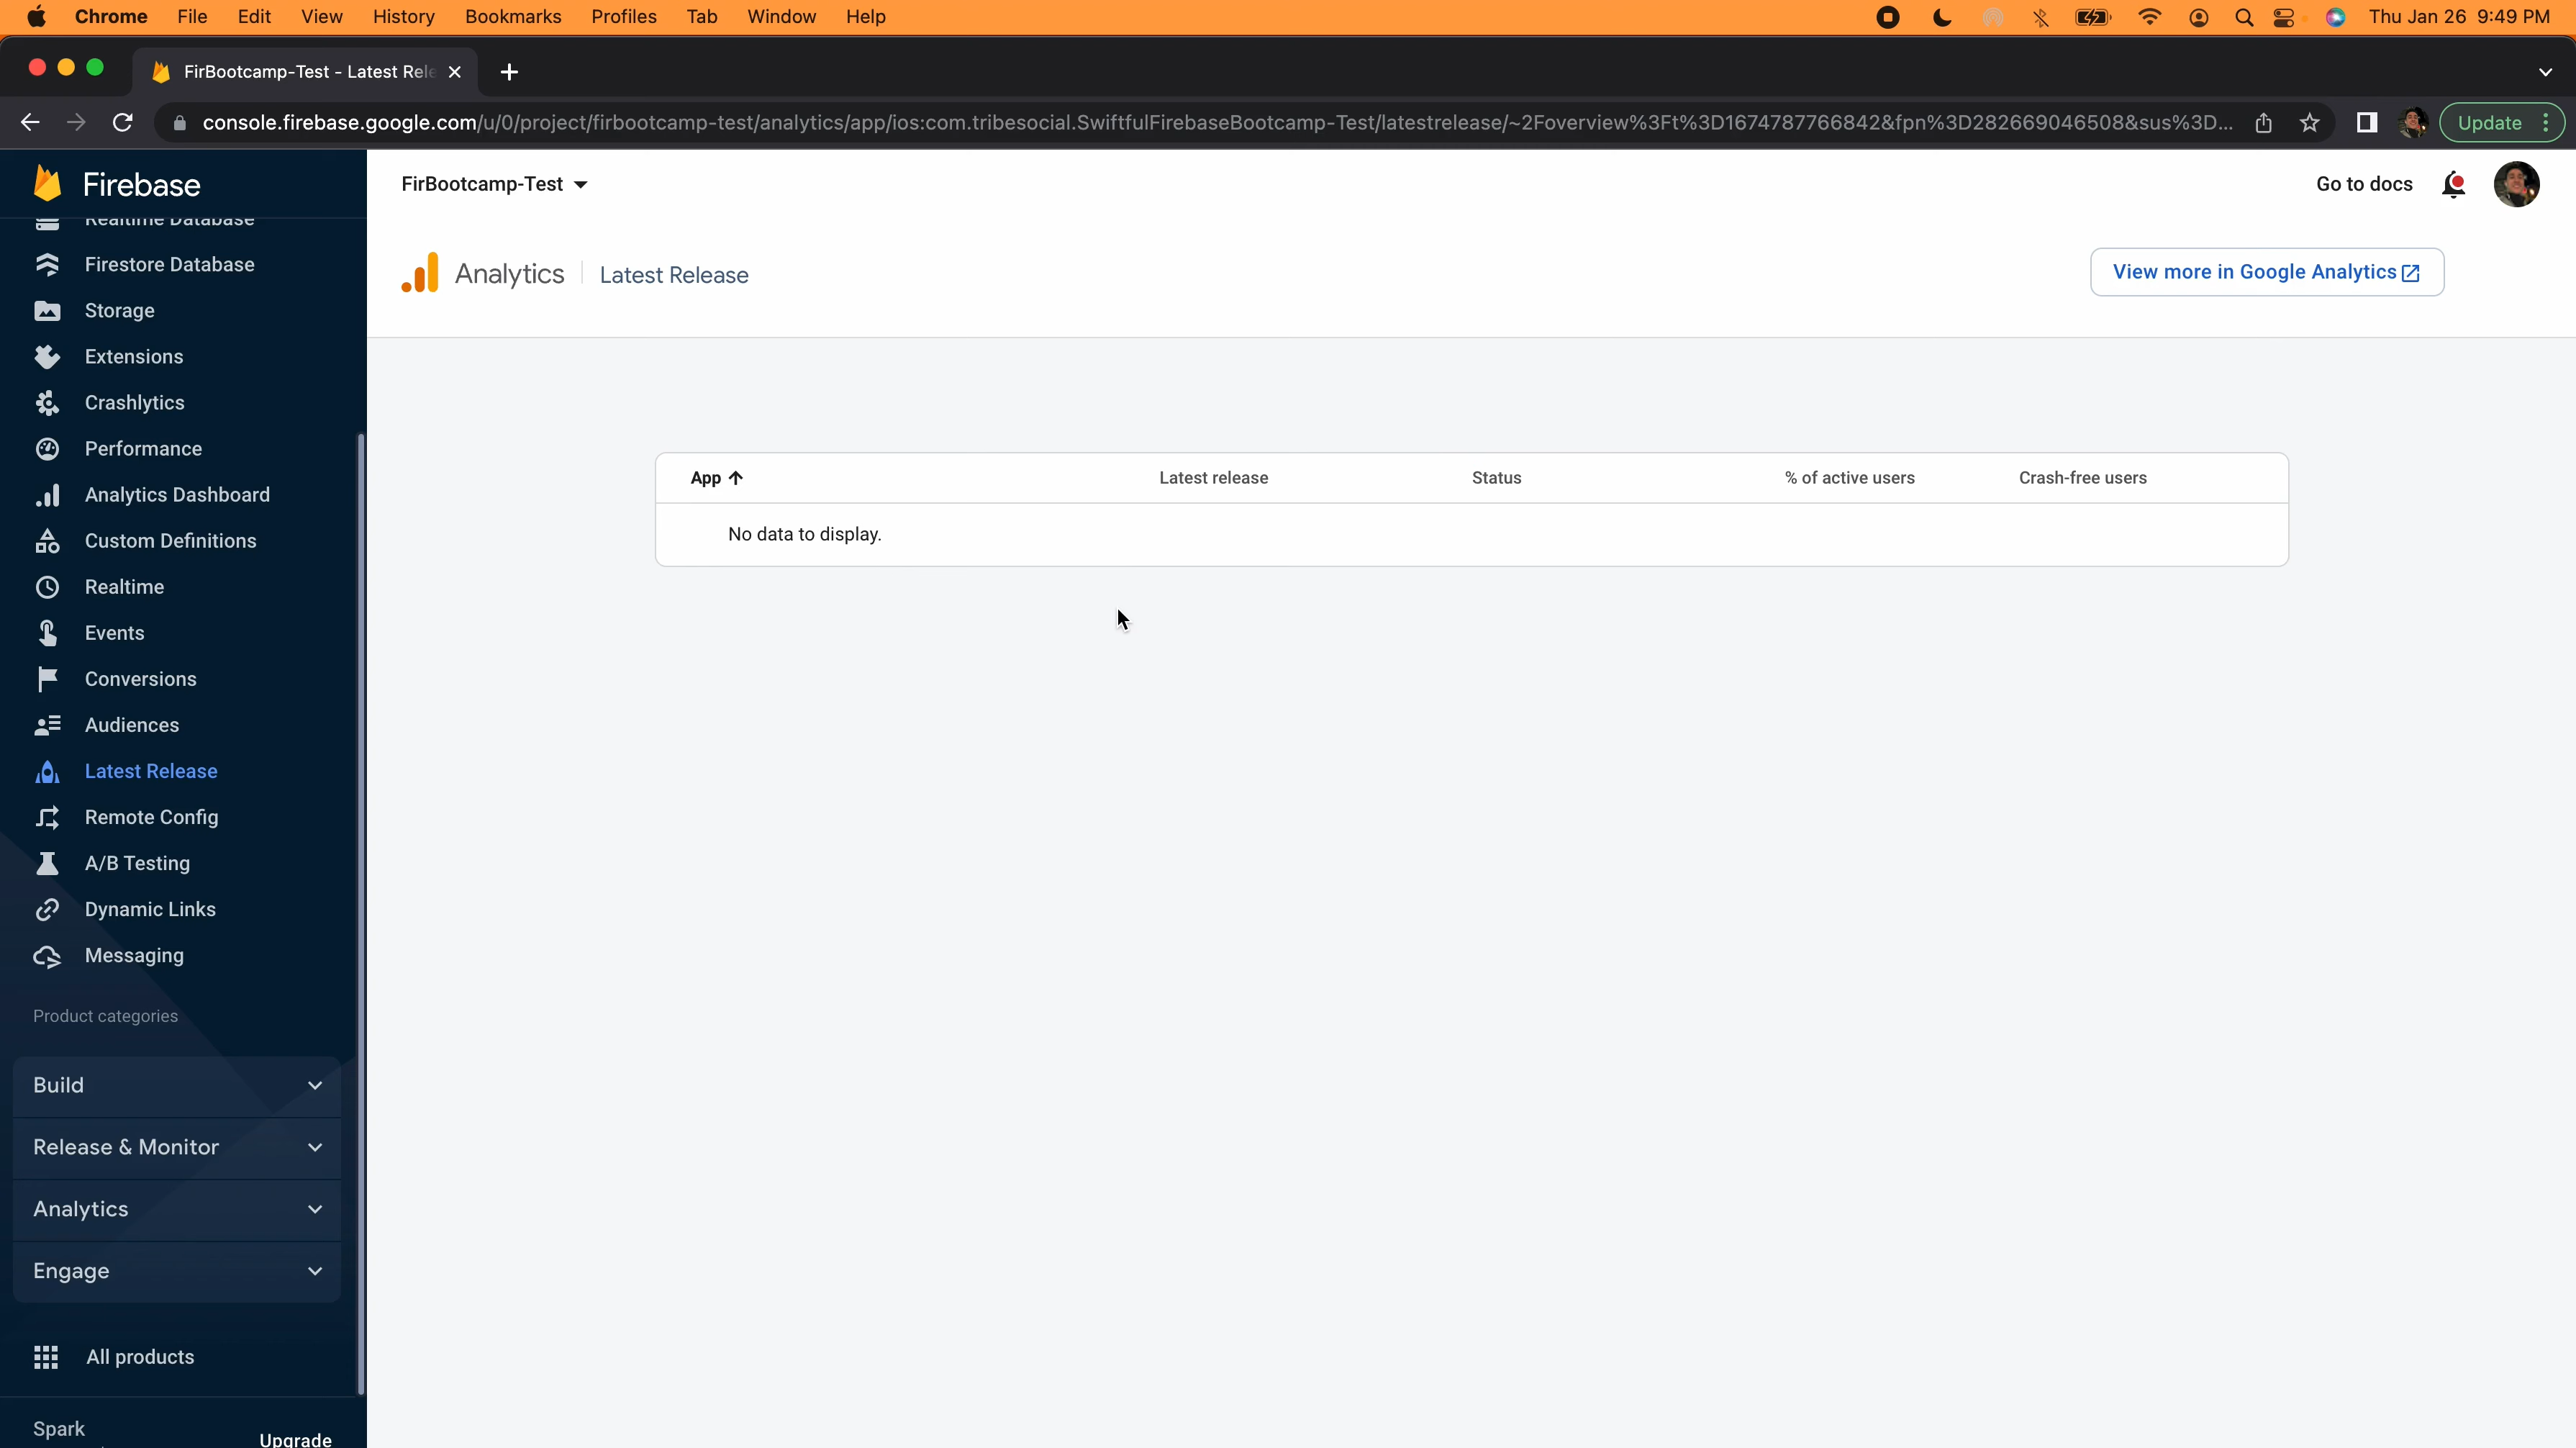 Chrome File Edit View History Bookmarks Profiles Tab Window Help Thu Jan 26 9:49 PM
FirBootcamp-Test - Latest Rele
console.firebase.google.com/u/0/project/firbootcamp-test/analytics/app/ios:com.tribesocial.SwiftfulFirebaseBootcamp-Test/latestrelease/~2Foverview%3Ft%3D1674787766842&fpn%3D282669046508&sus%3D... Update
Firebase
FirBootcamp-Test
Go to docs
Realtime Database
Firestore Database
Storage
Extensions
Crashlytics
Performance
Analytics Dashboard
Custom Definitions
Realtime
Events
Conversions
Audiences
Latest Release
Remote Config
A/B Testing
Dynamic Links
Messaging
Product categories
Build
Release & Monitor
Analytics
Engage
All products
Spark
Upgrade
Analytics Latest Release
View more in Google Analytics
App Latest release Status % of active users Crash-free users
No data to display.